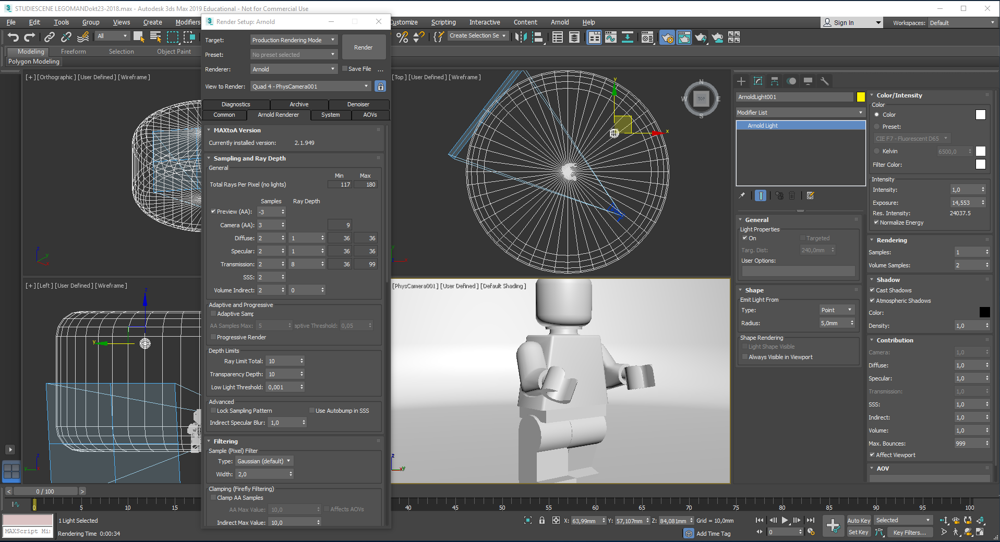 STUDIESCENE LEGOMANDokt23-2018.max - Autodesk 3ds Max 2019 Educational - Not for Commercial Use
File Edit Tools Group Views Create Modifiers Customize Scripting Interactive Content Arnold Help Sign In Workspaces: Default
All Create Selection Se
Modeling Freeform Selection Object Paint
Polygon Modeling
[+] [Orthographic] [User Defined] [Wireframe]
[Top] [User Defined] [Wireframe]
N
W TOP E
S
y
x
z
y
[+] [Left] [User Defined] [Wireframe]
z
y
[PhysCamera001] [User Defined] [Default Shading]
Render Setup: Arnold
Target: Production Rendering Mode
Render
Preset: No preset selected
Renderer: Arnold Save File ...
View to Render: Quad 4 - PhysCamera001
Diagnostics Archive Denoiser
Common Arnold Renderer System AOVs
MAXtoA Version
Currently installed version: 2.1.949
Sampling and Ray Depth
General
Min Max
Total Rays Per Pixel (no lights) 117 180
Samples Ray Depth
Preview (AA): -3
Camera (AA): 3 9
Diffuse: 2 1 36 36
Specular: 2 1 36 36
Transmission: 2 8 36 99
SSS: 2
Volume Indirect: 2 0
Adaptive and Progressive
Adaptive Samp
AA Samples Max: 5 aptive Threshold: 0,05
Progressive Render
Depth Limits
Ray Limit Total: 10
Transparency Depth: 10
Low Light Threshold: 0,001
Advanced
Lock Sampling Pattern Use Autobump in SSS
Indirect Specular Blur: 1,0
Filtering
Sample (Pixel) Filter
Type: Gaussian (default)
Width: 2,0
Clamping (Firefly Filtering)
Clamp AA Samples
AA Max Value: 10,0 Affects AOVs
Indirect Max Value: 10,0
ArnoldLight001
Modifier List
Arnold Light
General
Light Properties
On Targeted
Targ. Dist: 240,0mm
User Options:
Shape
Emit Light From
Type: Point
Radius: 5,0mm
Shape Rendering
Light Shape Visible
Always Visible in Viewport
Color/Intensity
Color
Color
Preset:
CIE F7 - Fluorescent D65
Kelvin 6500,0
Filter Color:
Intensity
Intensity: 1,0
Exposure: 14,553
Res. Intensity: 24037.5
Normalize Energy
Rendering
Samples: 1
Volume Samples: 2
Shadow
Cast Shadows
Atmospheric Shadows
Color:
Density: 1,0
Contribution
Camera: 1,0
Diffuse: 1,0
Specular: 1,0
Transmission: 1,0
SSS: 1,0
Indirect: 1,0
Volume: 1,0
Max. Bounces: 999
Affect Viewport
AOV
< 0 / 100 >
0 5 10 15 40 45 50 55 60 65 70 75 80 85 90 95 100
1 Light Selected
X: 63,99mm Y: 57,107mm Z: 84,081mm Grid = 10,0mm
Auto Key Selected
MAXScript Mi
Rendering Time 0:00:34
Add Time Tag
0
Set Key Key Filters...